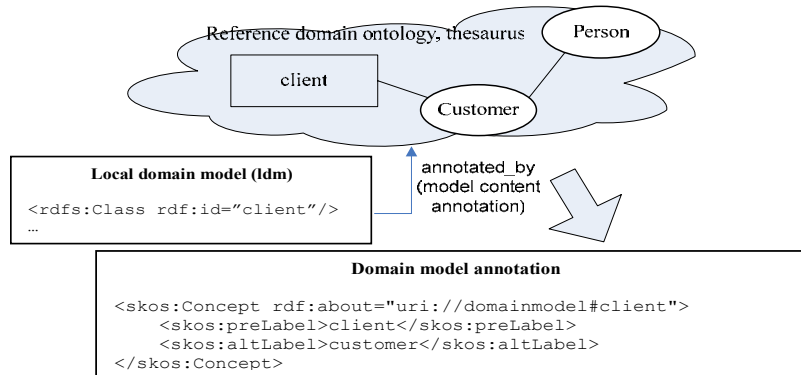 Reference domain ontology, thesaurus
Person
client
Customer
Local domain model (ldm)
<rdfs:Class rdf:id=”client”/>
…
annotated_by
(model content
annotation)
Domain model annotation
<skos:Concept rdf:about="uri://domainmodel#client">
<skos:preLabel>client</skos:preLabel>
<skos:altLabel>customer</skos:altLabel>
</skos:Concept>